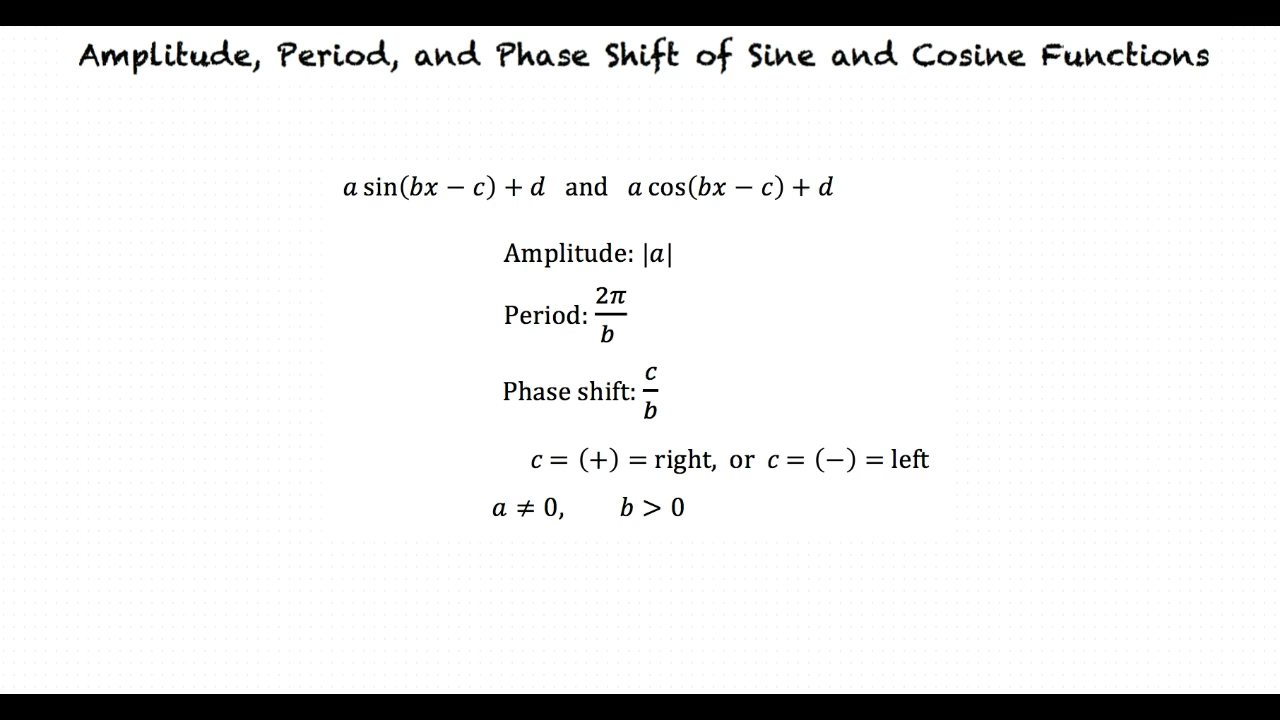 Amplitude, Period, and Phase Shift of Sine and Cosine Functions
a sin(bx − c) + d and a cos(bx − c) + d
Amplitude: |a|
Period: 2π/b
Phase shift: c/b
c = (+) = right, or c = (−) = left
a ≠ 0, b > 0